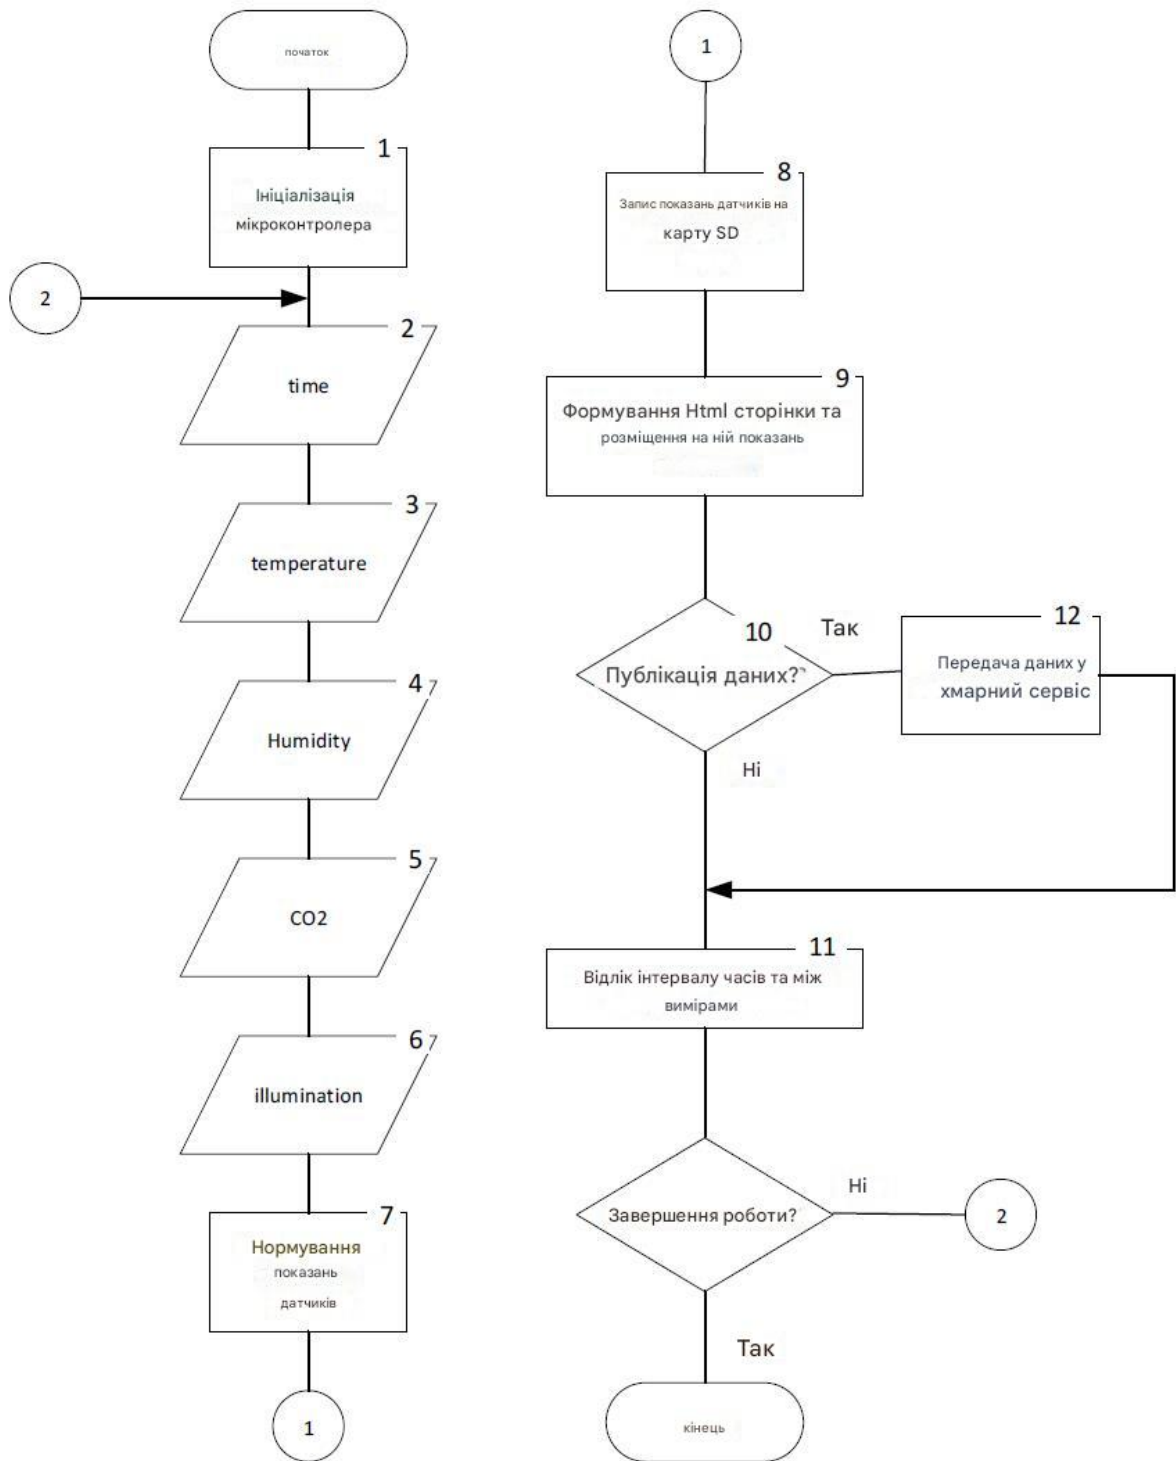 початок
1
Ініціалізація
мікроконтролера
2
2
time
3
temperature
4
Humidity
5
CO2
6
illumination
7
Нормування
показань
датчиків
1
1
8
Запис показань датчиків на
карту SD
9
Формування Html сторінки та
розміщення на ній показань
10
Публікація даних?
Так
12
Передача даних у
хмарний сервіс
Ні
11
Відлік інтервалу часів та між
вимірами
Завершення роботи?
Ні
2
Так
кінець